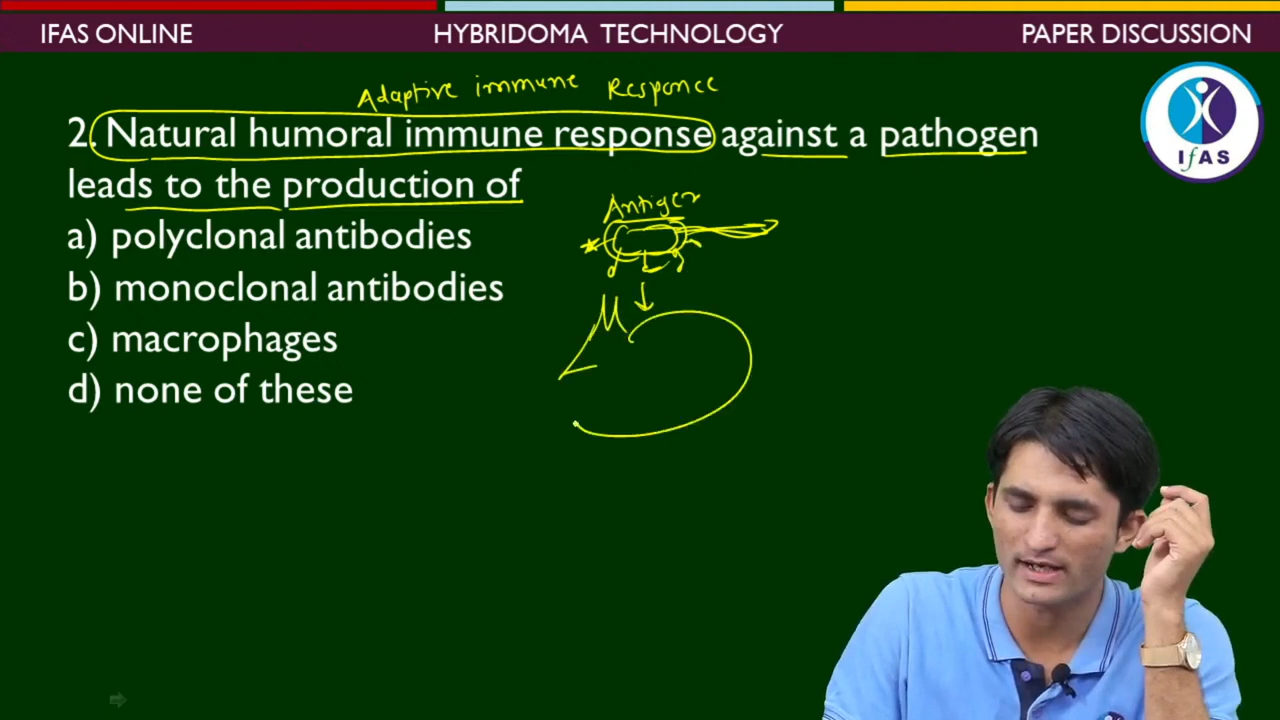 IFAS ONLINE
HYBRIDOMA TECHNOLOGY
PAPER DISCUSSION
Adaptive immune Responce
2. Natural humoral immune response against a pathogen
leads to the production of
Antigen
a) polyclonal antibodies
b) monoclonal antibodies
c) macrophages
d) none of these
IfAS